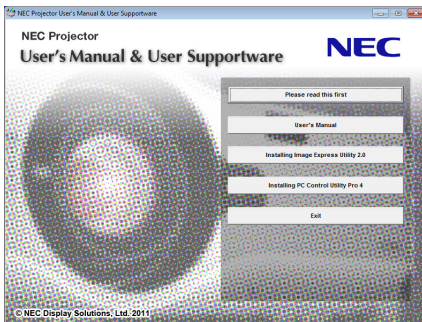 NEC Projector User's Manual & User Supportware
NEC Projector
User's Manual & User Supportware
NEC
Please read this first
User's Manual
Installing Image Express Utility 2.0
Installing PC Control Utility Pro 4
Exit
© NEC Display Solutions, Ltd. 2011